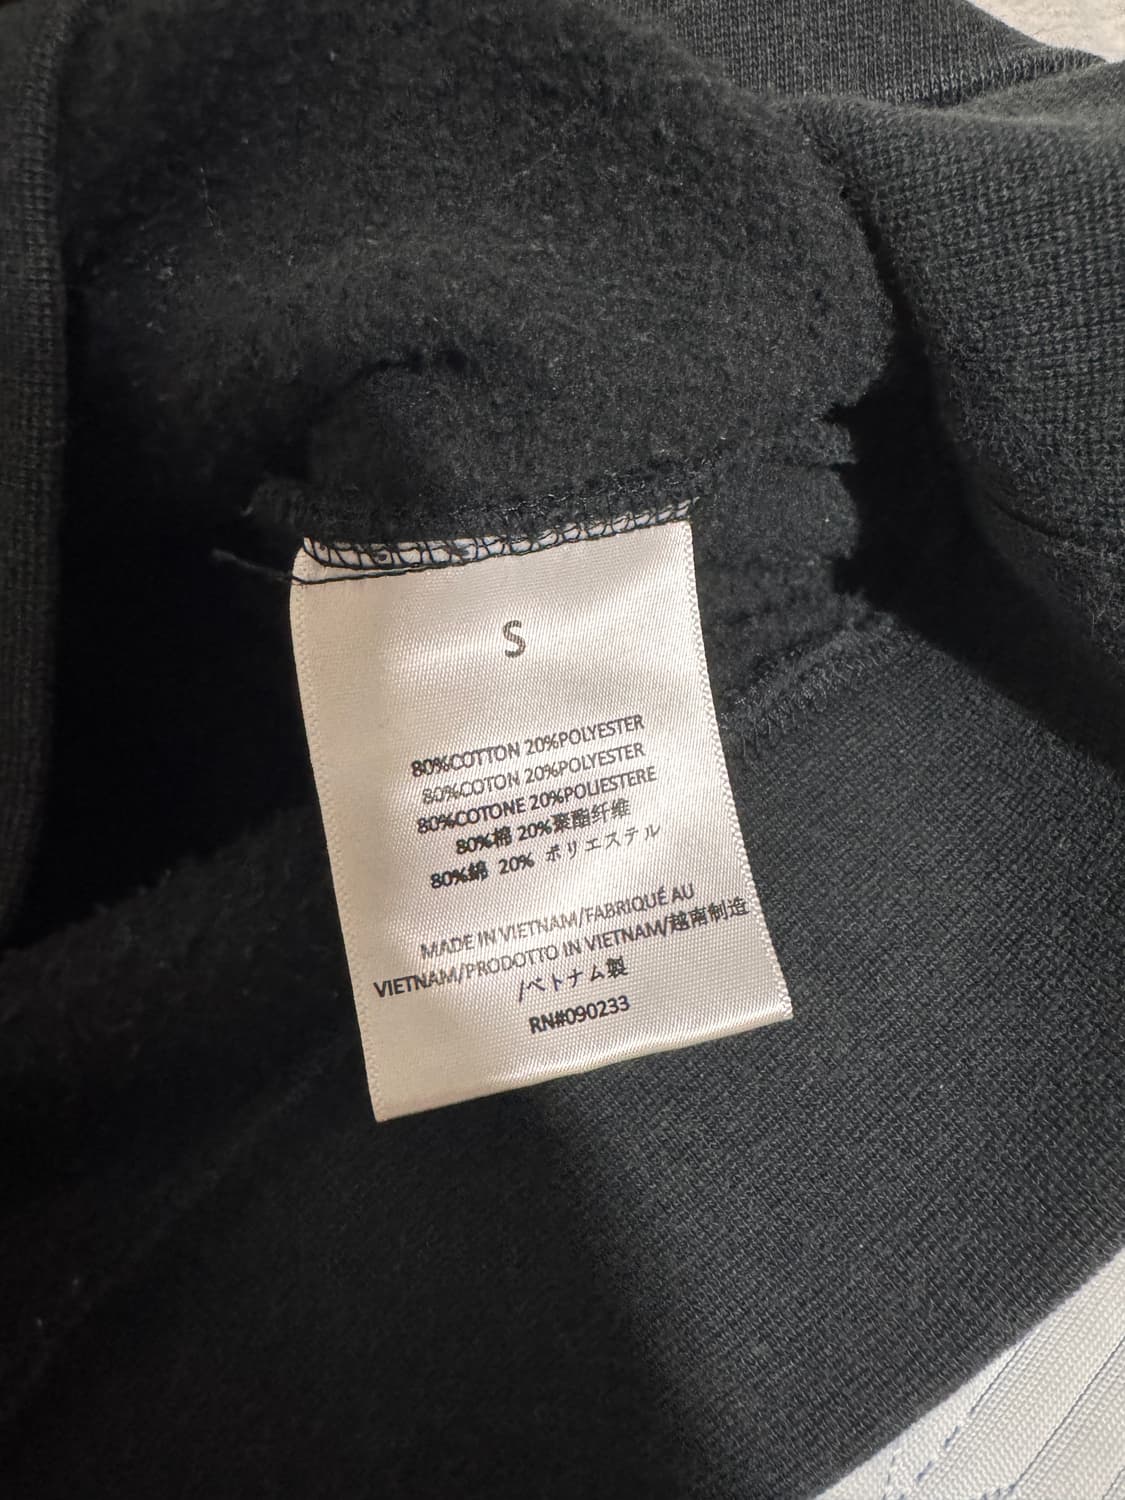 S
80%COTTON 20%POLYESTER
80%COTON 20%POLYESTER
80%COTONE 20%POLIESTERE
80%棉 20%聚酯纤维
80%綿 20% ポリエステル
MADE IN VIETNAM/FABRIQUÉ AU
VIETNAM/PRODOTTO IN VIETNAM/越南制造
/ベトナム製
RN#090233